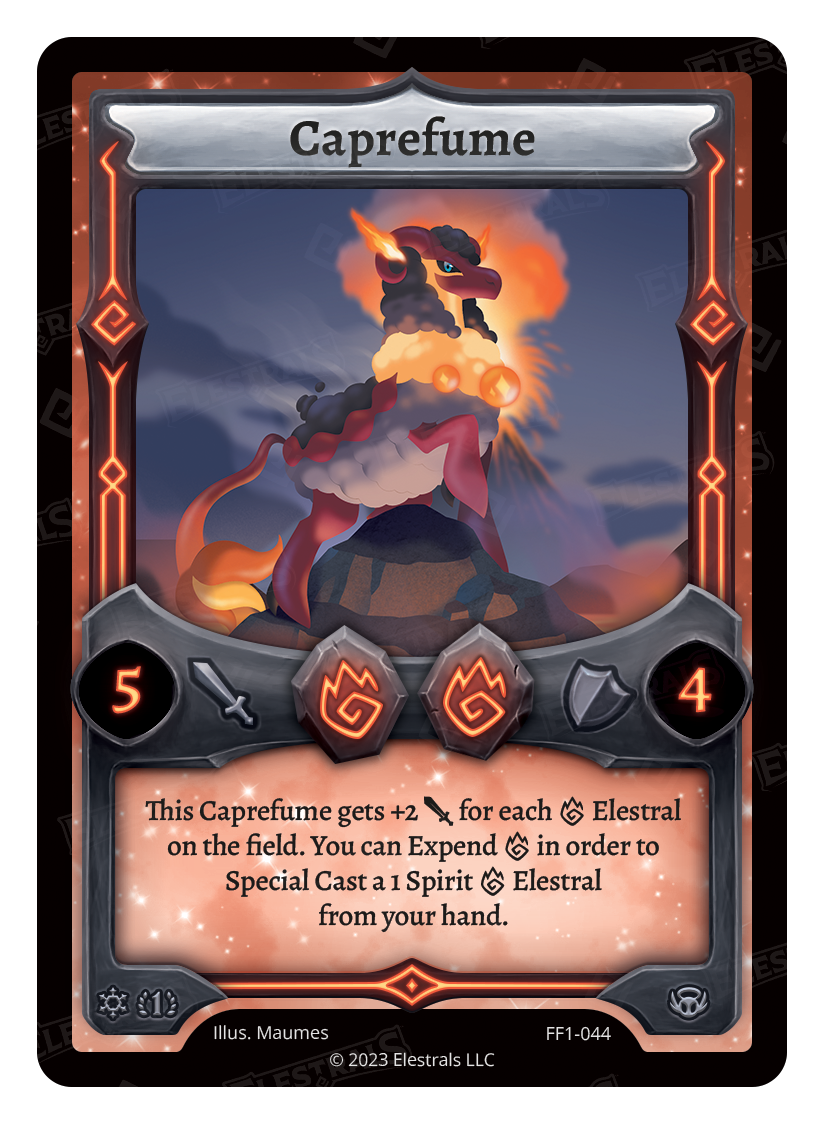 Caprefume
5
4
This Caprefume gets +2 for each Elestral
on the field. You can Expend in order to
Special Cast a 1 Spirit Elestral
from your hand.
1
Illus. Maumes
FF1-044
© 2023 Elestrals LLC